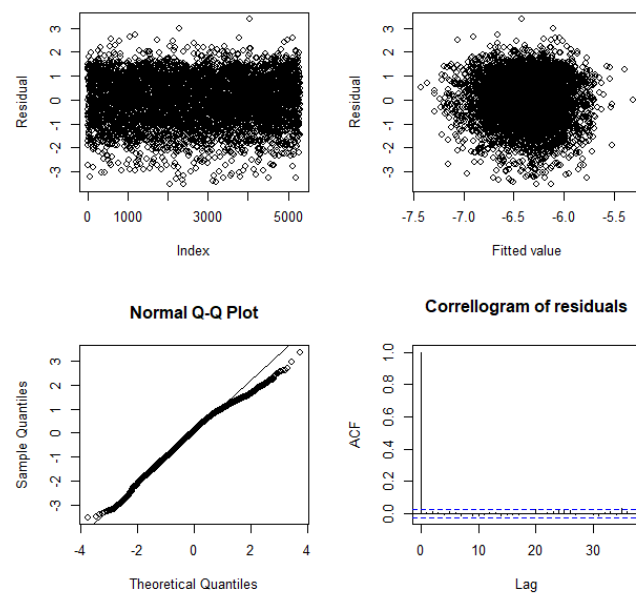 Residual
3
2
1
0
-1
-2
-3
0 1000 3000 5000
Index
Residual
3
2
1
0
-1
-2
-3
-7.5 -7.0 -6.5 -6.0 -5.5
Fitted value
Normal Q-Q Plot
Sample Quantiles
3
2
1
0
-1
-2
-3
-4 -2 0 2 4
Theoretical Quantiles
Correllogram of residuals
ACF
1.0
0.8
0.6
0.4
0.2
0.0
0 10 20 30
Lag